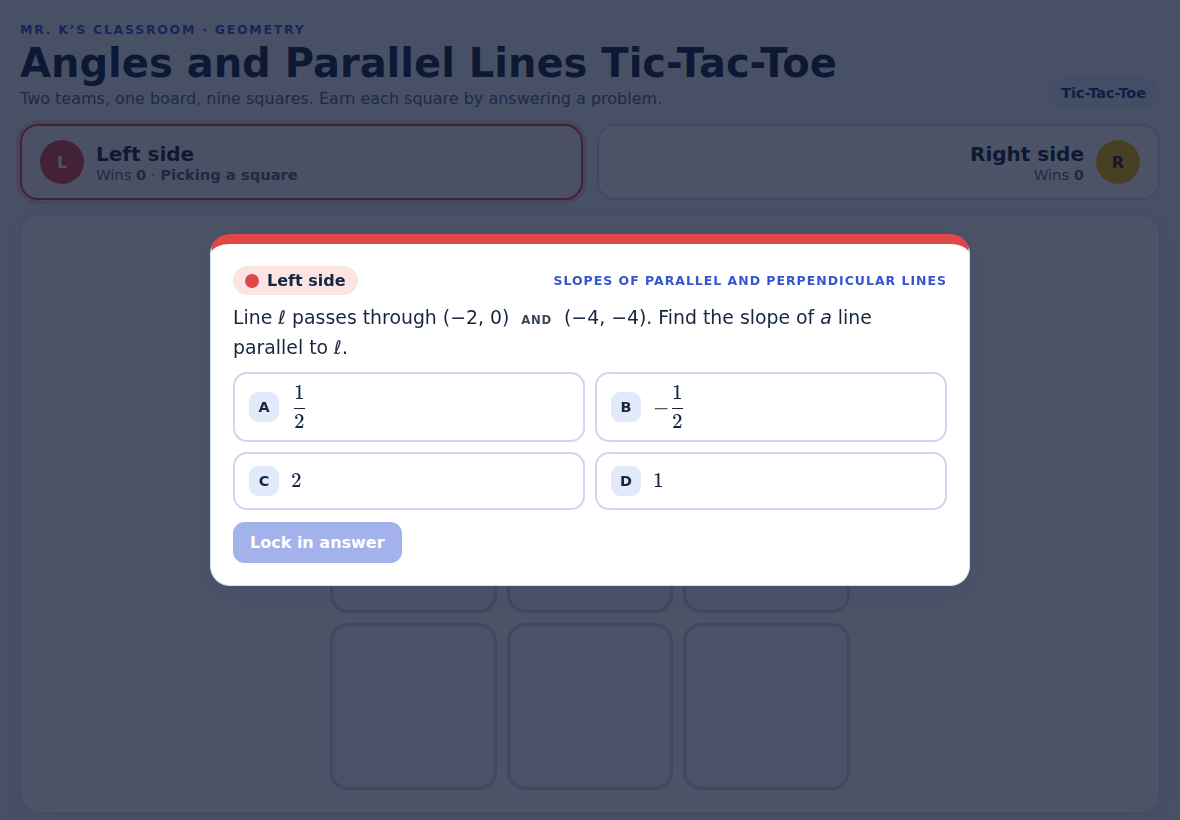 MR. K'S CLASSROOM · GEOMETRY
Angles and Parallel Lines Tic-Tac-Toe
Two teams, one board, nine squares. Earn each square by answering a problem.
Tic-Tac-Toe
L
Left side
Wins 0 · Picking a square
Right side
Wins 0
R
Left side
SLOPES OF PARALLEL AND PERPENDICULAR LINES
Line ℓ passes through (−2, 0) AND (−4, −4). Find the slope of a line
parallel to ℓ.
A 1/2
B −1/2
C 2
D 1
Lock in answer